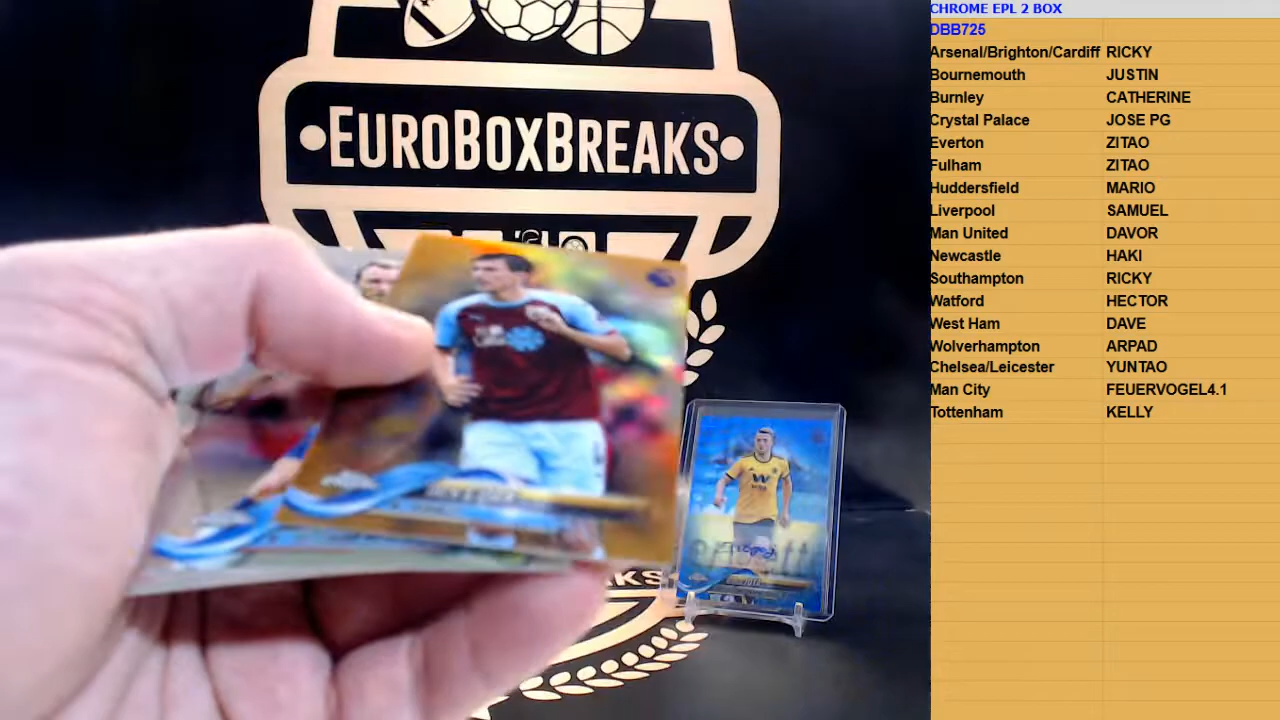 CHROME EPL 2 BOX
DBB725
Arsenal/Brighton/Cardiff RICKY
Bournemouth JUSTIN
Burnley CATHERINE
Crystal Palace JOSE PG
Everton ZITAO
Fulham ZITAO
Huddersfield MARIO
Liverpool SAMUEL
Man United DAVOR
Newcastle HAKI
Southampton RICKY
Watford HECTOR
West Ham DAVE
Wolverhampton ARPAD
Chelsea/Leicester YUNTAO
Man City FEUERVOGEL4.1
Tottenham KELLY
EUROBOXBREAKS